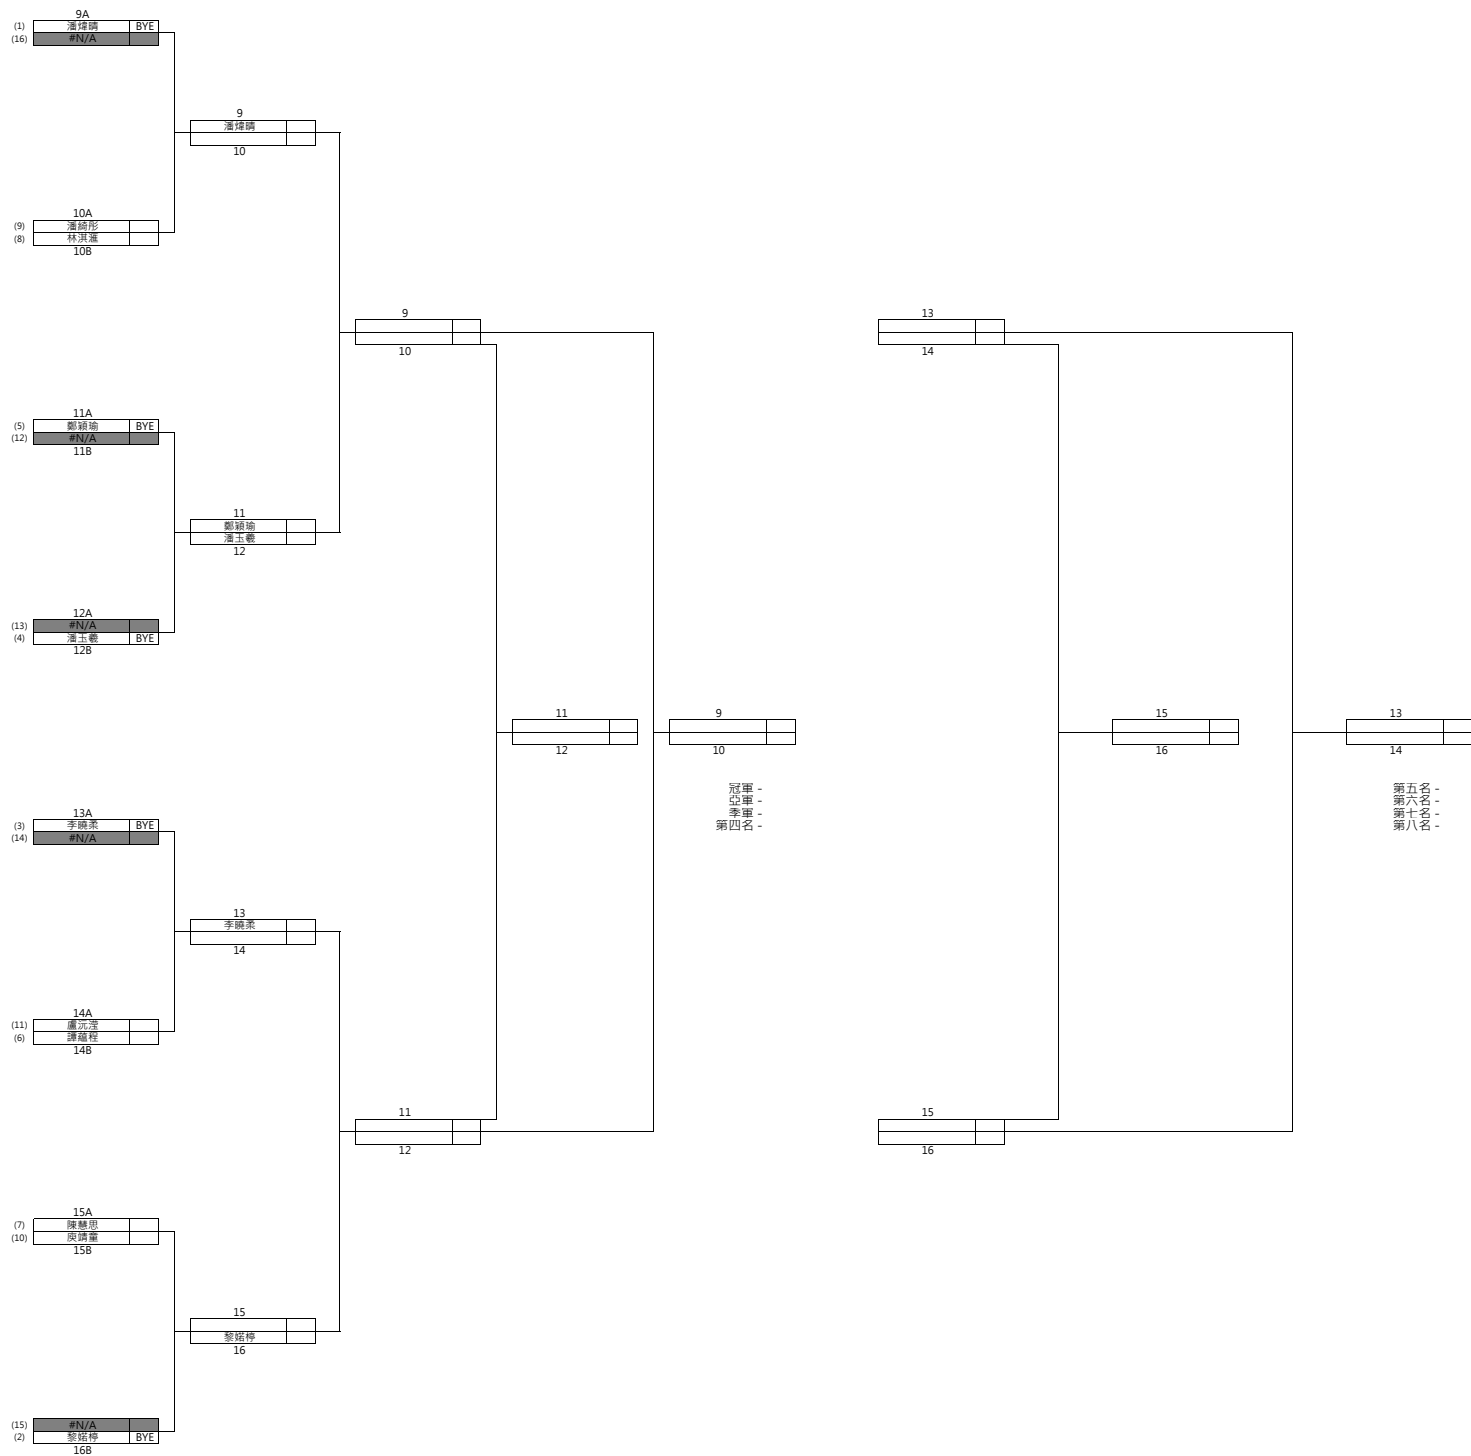 9A
(1) 潘煒晴 BYE
(16) #N/A
9
潘煒晴
10
10A
(9) 潘綺彤
(8) 林淇滙
10B
9
10
13
14
11A
(5) 鄭穎瑜 BYE
(12) #N/A
11B
11
鄭穎瑜
潘玉羲
12
12A
(13) #N/A
(4) 潘玉羲 BYE
12B
11
12
9
10
15
16
13
14
冠軍 -
亞軍 -
季軍 -
第四名 -
第五名 -
第六名 -
第七名 -
第八名 -
13A
(3) 李曉柔 BYE
(14) #N/A
13
李曉柔
14
14A
(11) 盧沅滢
(6) 譚蘊程
14B
11
12
15
16
15A
(7) 陳慧思
(10) 庾靖童
15B
15
黎婼楟
16
(15) #N/A
(2) 黎婼楟 BYE
16B